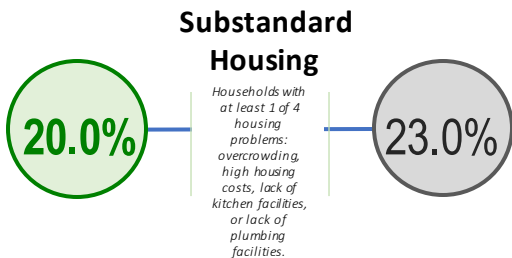 Substandard
Housing
Households with
at least 1 of 4
housing
problems:
overcrowding,
high housing
costs, lack of
kitchen facilities,
or lack of
plumbing
facilities.
20.0%
23.0%